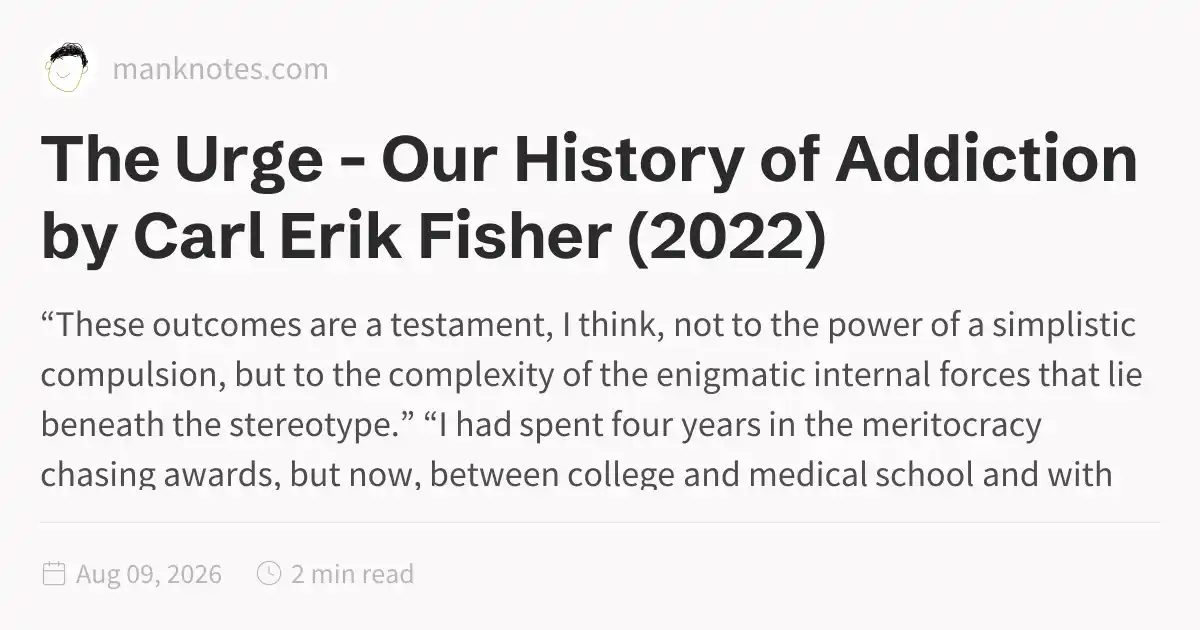 manknotes.com
The Urge - Our History of Addiction
by Carl Erik Fisher (2022)
“These outcomes are a testament, I think, not to the power of a simplistic
compulsion, but to the complexity of the enigmatic internal forces that lie
beneath the stereotype.” “I had spent four years in the meritocracy
chasing awards, but now, between college and medical school and with
Aug 09, 2026 2 min read